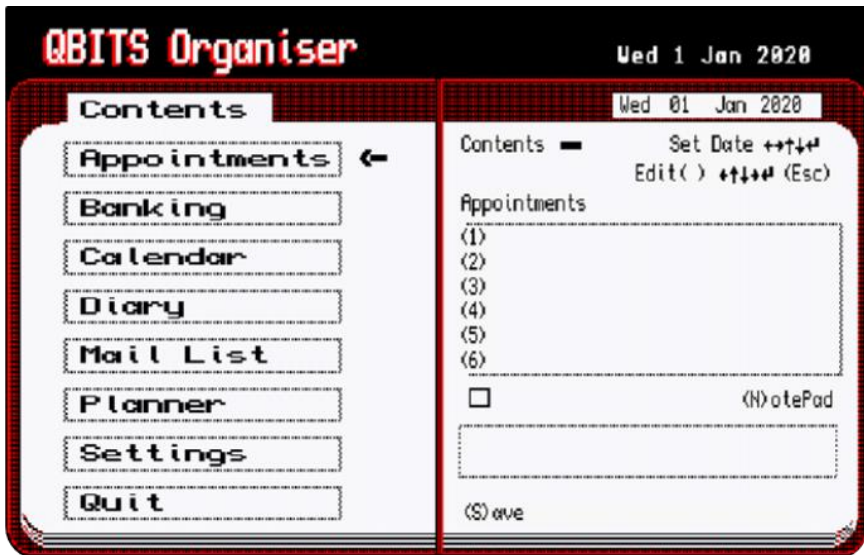 QBITS Organiser
Wed 1 Jan 2020
Contents
Appointments ←
Banking
Calendar
Diary
Mail List
Planner
Settings
Quit
Wed 01 Jan 2020
Contents Set Date ↔↑↓↵
Edit( ) ←↑↓→↵ (Esc)
Appointments
(1)
(2)
(3)
(4)
(5)
(6)
(N)otePad
(S)ave